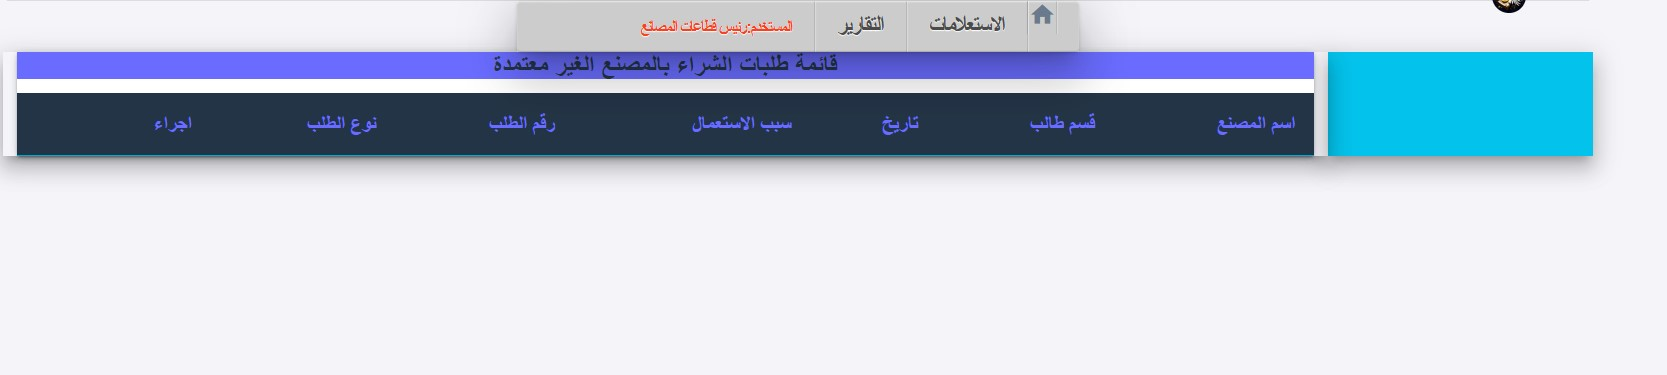 الاستعلامات التقارير المستخدم:رئيس قطاعات المصانع
قائمة طلبات الشراء بالمصنع الغير معتمدة
اسم المصنع قسم طالب تاريخ سبب الاستعمال رقم الطلب نوع الطلب اجراء